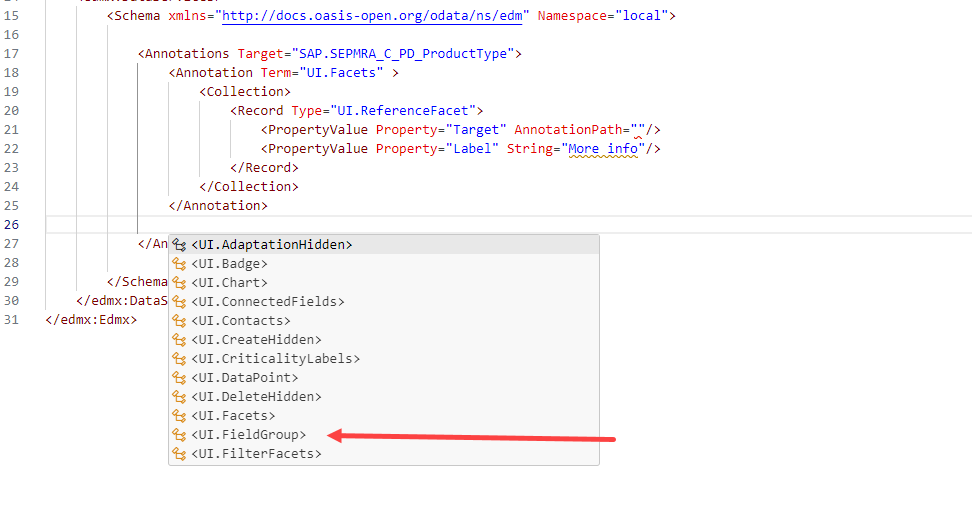 15 <Schema xmlns="http://docs.oasis-open.org/odata/ns/edm" Namespace="local">
16
17 <Annotations Target="SAP.SEPMRA_C_PD_ProductType">
18 <Annotation Term="UI.Facets" >
19 <Collection>
20 <Record Type="UI.ReferenceFacet">
21 <PropertyValue Property="Target" AnnotationPath=""/>
22 <PropertyValue Property="Label" String="More info"/>
23 </Record>
24 </Collection>
25 </Annotation>
26
27 </An
<UI.AdaptationHidden>
<UI.Badge>
28
<UI.Chart>
29 </Schema
<UI.ConnectedFields>
30 </edmx:DataS
<UI.Contacts>
31 </edmx:Edmx>
<UI.CreateHidden>
<UI.CriticalityLabels>
<UI.DataPoint>
<UI.DeleteHidden>
<UI.Facets>
<UI.FieldGroup>
<UI.FilterFacets>